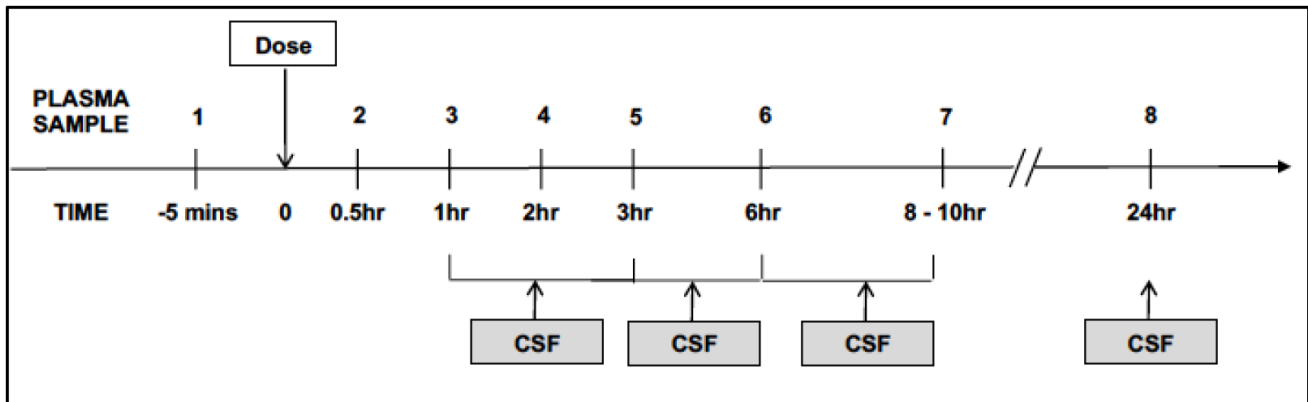 Dose
PLASMA
SAMPLE
1 2 3 4 5 6 7 8
TIME -5 mins 0 0.5hr 1hr 2hr 3hr 6hr 8 - 10hr 24hr
CSF CSF CSF CSF